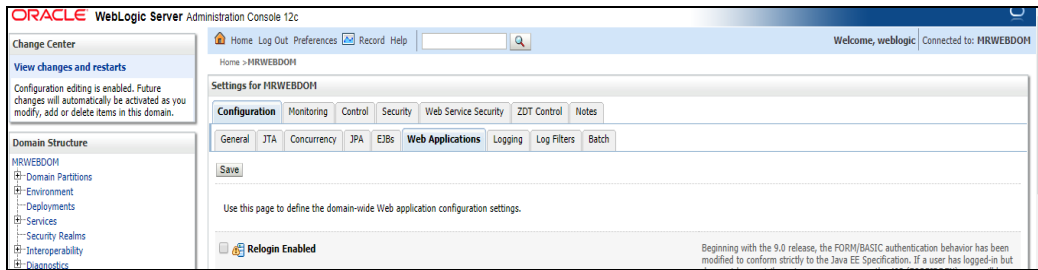 ORACLE WebLogic Server Administration Console 12c
Change Center
View changes and restarts
Configuration editing is enabled. Future
changes will automatically be activated as you
modify, add or delete items in this domain.
Domain Structure
MRWEBDOM
Domain Partitions
Environment
Deployments
Services
Security Realms
Interoperability
Diagnostics
Home Log Out Preferences Record Help
Welcome, weblogic Connected to: MRWEBDOM
Home >MRWEBDOM
Settings for MRWEBDOM
Configuration Monitoring Control Security Web Service Security ZDT Control Notes
General JTA Concurrency JPA EJBs Web Applications Logging Log Filters Batch
Save
Use this page to define the domain-wide Web application configuration settings.
Relogin Enabled
Beginning with the 9.0 release, the FORM/BASIC authentication behavior has been
modified to conform strictly to the Java EE Specification. If a user has logged-in but